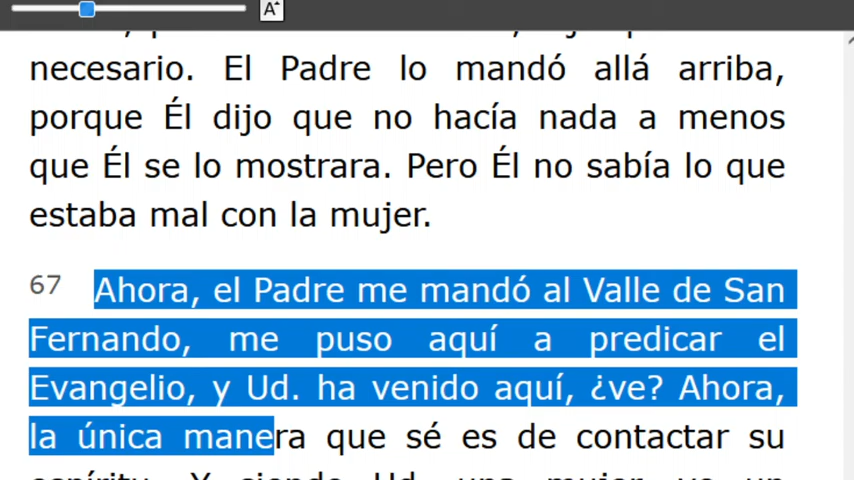 necesario. El Padre lo mandó allá arriba,
porque Él dijo que no hacía nada a menos
que Él se lo mostrara. Pero Él no sabía lo que
estaba mal con la mujer.
67 Ahora, el Padre me mandó al Valle de San
Fernando, me puso aquí a predicar el
Evangelio, y Ud. ha venido aquí, ¿ve? Ahora,
la única manera que sé es de contactar su